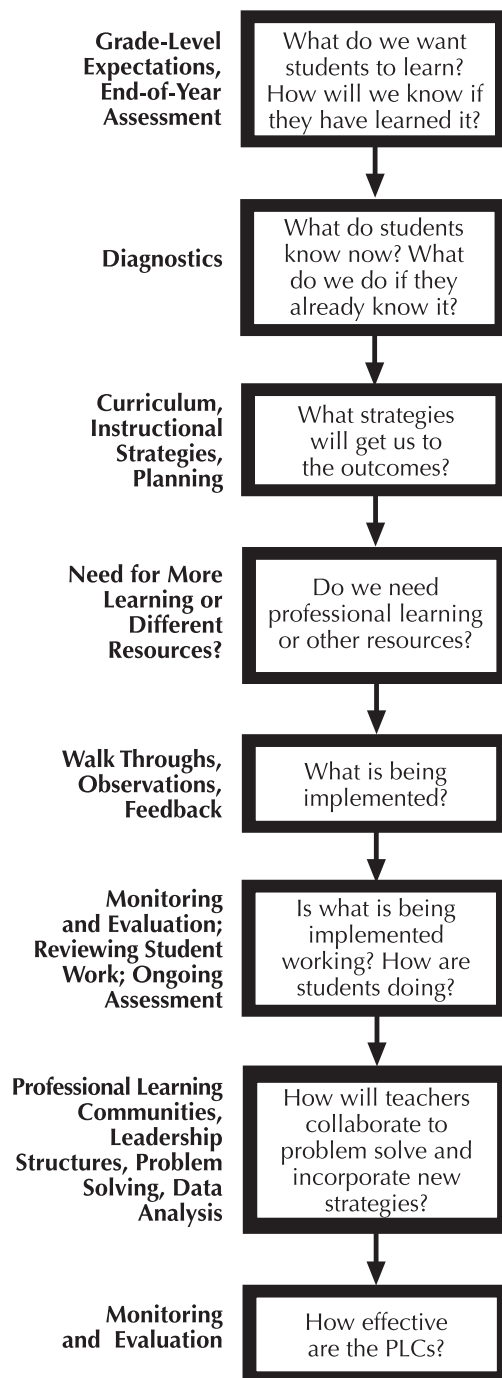 Grade-Level
Expectations,
End-of-Year
Assessment
What do we want
students to learn?
How will we know if
they have learned it?
Diagnostics
What do students
know now? What
do we do if they
already know it?
Curriculum,
Instructional
Strategies,
Planning
What strategies
will get us to
the outcomes?
Need for More
Learning or
Different
Resources?
Do we need
professional learning
or other resources?
Walk Throughs,
Observations,
Feedback
What is being
implemented?
Monitoring
and Evaluation;
Reviewing Student
Work; Ongoing
Assessment
Is what is being
implemented
working? How are
students doing?
Professional Learning
Communities,
Leadership
Structures, Problem
Solving, Data
Analysis
How will teachers
collaborate to
problem solve and
incorporate new
strategies?
Monitoring
and Evaluation
How effective
are the PLCs?